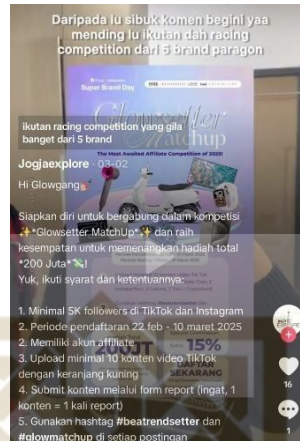 Daripada lu sibuk komen begini yaa
mending lu ikutan dah racing
competition dari 5 brand paragon
Super Brand Day
Glowsetter
Matchup
The Most Awaited Affiliate Competition of 2025!
ikutan racing competition yang gila
banget dari 5 brand
Jogjaexplore · 03-02
Hi Glowgang
Siapkan diri untuk bergabung dalam kompetisi
✨*Glowsetter MatchUp*✨ dan raih
kesempatan untuk memenangkan hadiah total
*200 Juta*💸!
Yuk, ikuti syarat dan ketentuannya:
1. Minimal 5K followers di TikTok dan Instagram
2. Periode pendaftaran 22 feb - 10 maret 2025
2. Memiliki akun affiliate
3. Upload minimal 10 konten video TikTok
dengan keranjang kuning
4. Submit konten melalui form report (ingat, 1
konten = 1 kali report)
5. Gunakan hashtag #beatrendsetter dan
#glowmatchup di setiap postingan
200JT
15%
DAFTAR
SEKARANG
16
1